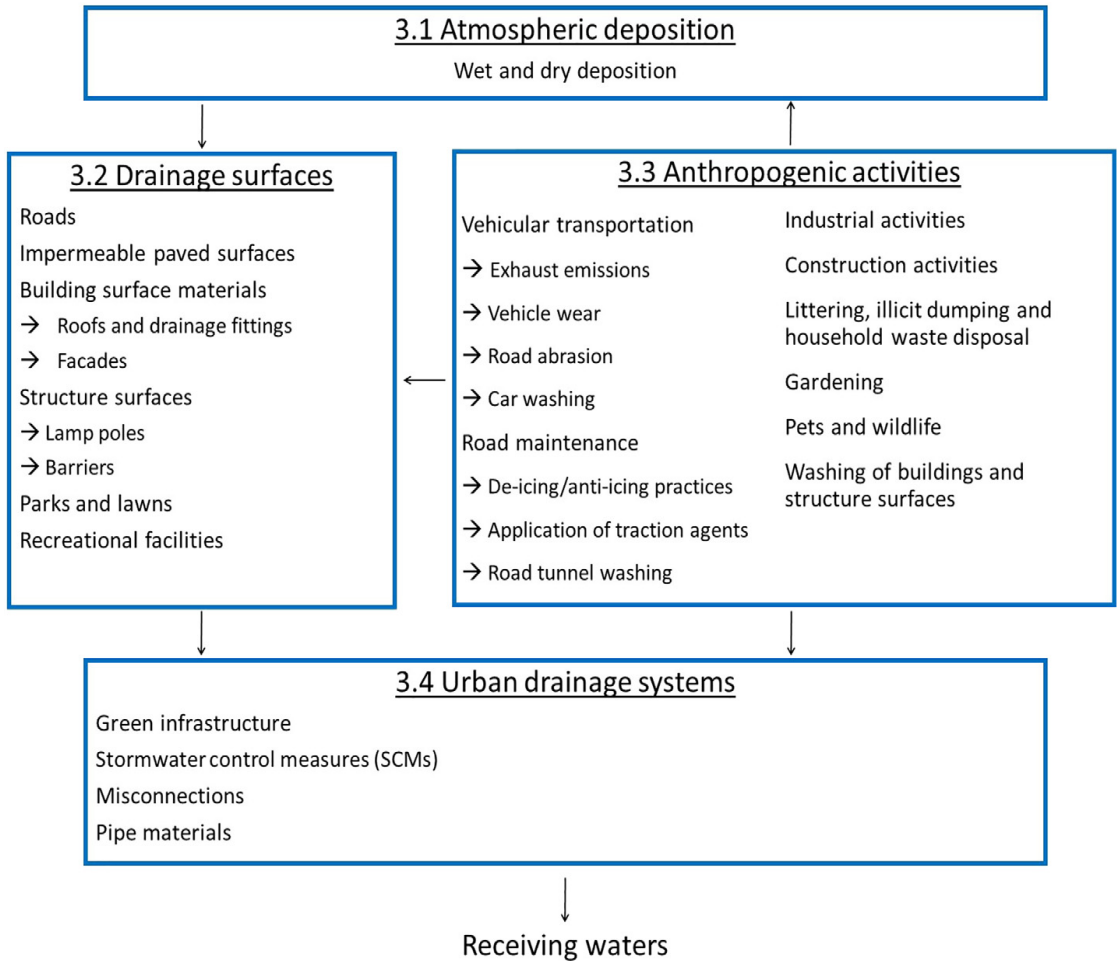 3.1 Atmospheric deposition
Wet and dry deposition
3.2 Drainage surfaces
Roads
Impermeable paved surfaces
Building surface materials
→ Roofs and drainage fittings
→ Facades
Structure surfaces
→ Lamp poles
→ Barriers
Parks and lawns
Recreational facilities
3.3 Anthropogenic activities
Vehicular transportation
→ Exhaust emissions
→ Vehicle wear
→ Road abrasion
→ Car washing
Road maintenance
→ De-icing/anti-icing practices
→ Application of traction agents
→ Road tunnel washing
Industrial activities
Construction activities
Littering, illicit dumping and
household waste disposal
Gardening
Pets and wildlife
Washing of buildings and
structure surfaces
3.4 Urban drainage systems
Green infrastructure
Stormwater control measures (SCMs)
Misconnections
Pipe materials
Receiving waters